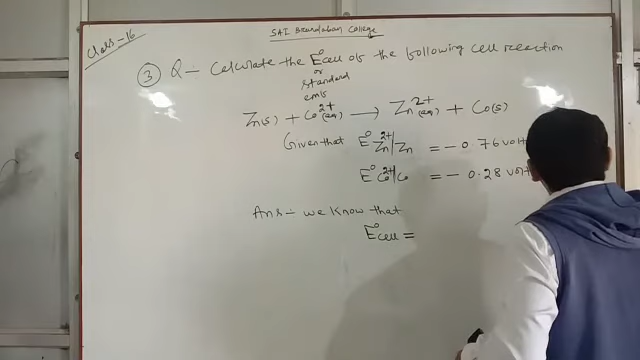 SAI Brundaban College
Class-16
③ Q- Calculate the E°cell of the following cell reection
or
standard
emf
Zn(s) + Co²⁺(aq) → Zn²⁺(aq) + Co(s)
Given that E° Zn²⁺/Zn = - 0.76 volt
E° Co²⁺/Co = - 0.28 volt
Ans- we know that
E°cell =